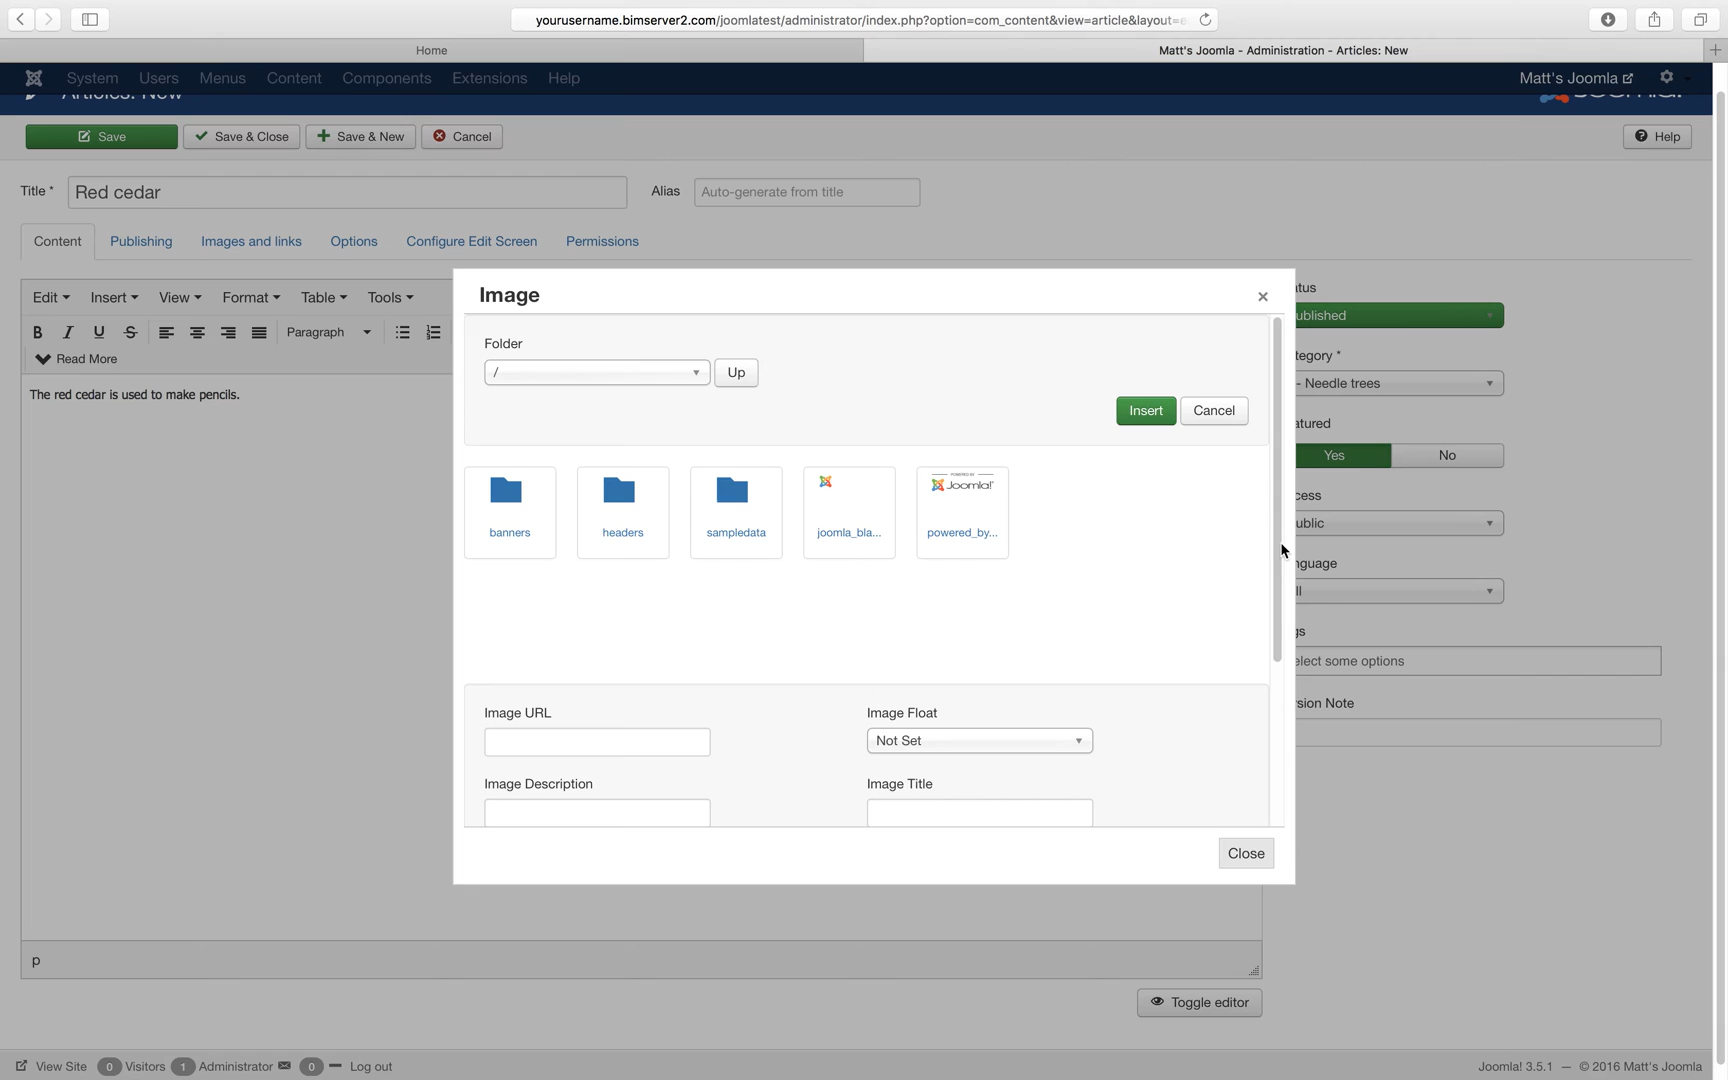 yourusername.bimserver2.com/joomlatest/administrator/index.php?option=com_content&view=article&layout=e
Home
Matt's Joomla - Administration - Articles: New
System Users Menus Content Components Extensions Help
Matt's Joomla
Articles: New
Joomla!
Save
Save & Close
Save & New
Cancel
Help
Title *
Red cedar
Alias
Auto-generate from title
Content
Publishing
Images and links
Options
Configure Edit Screen
Permissions
Edit Insert View Format Table Tools
B I U S Paragraph
Read More
The red cedar is used to make pencils.
Image
×
Folder
/
Up
Insert
Cancel
banners
headers
sampledata
joomla_bla...
POWERED BY
Joomla!
powered_by...
Image URL
Image Float
Not Set
Image Description
Image Title
Close
atus
ublished
tegory *
- Needle trees
atured
Yes
No
cess
ublic
nguage
ll
gs
elect some options
rsion Note
p
Toggle editor
View Site 0 Visitors 1 Administrator 0 Log out
Joomla! 3.5.1 — © 2016 Matt's Joomla